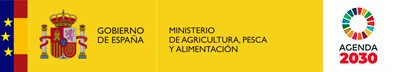 GOBIERNO
DE ESPAÑA
MINISTERIO
DE AGRICULTURA, PESCA
Y ALIMENTACIÓN
AGENDA
2030